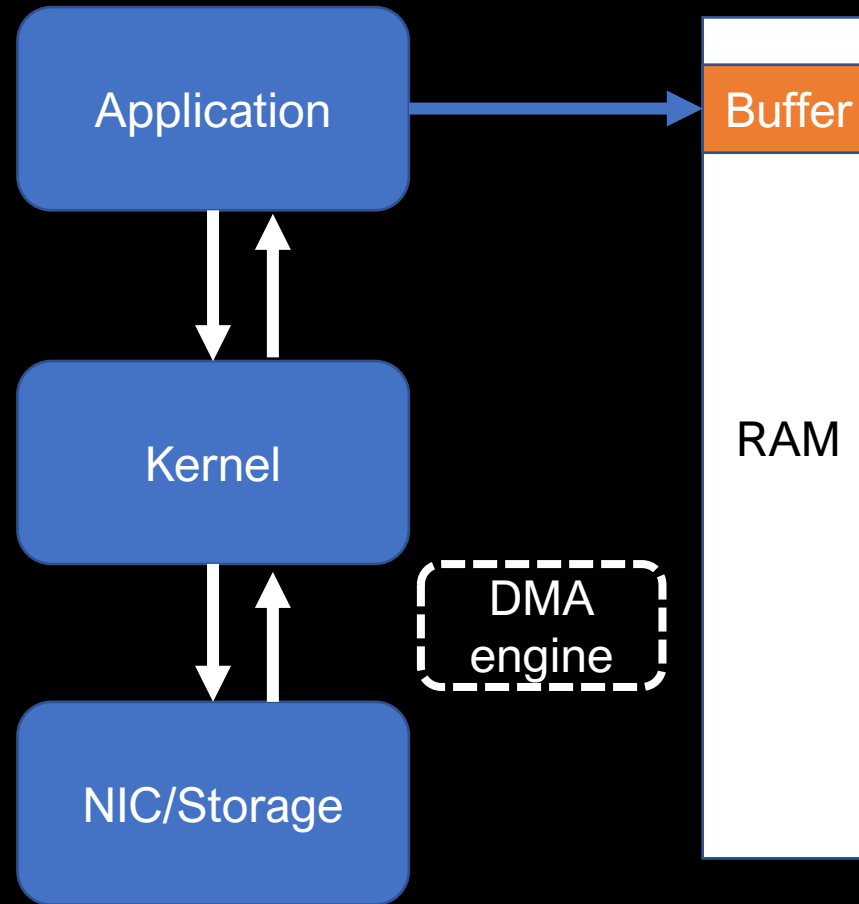 Application
Buffer
Kernel
RAM
DMA
engine
NIC/Storage